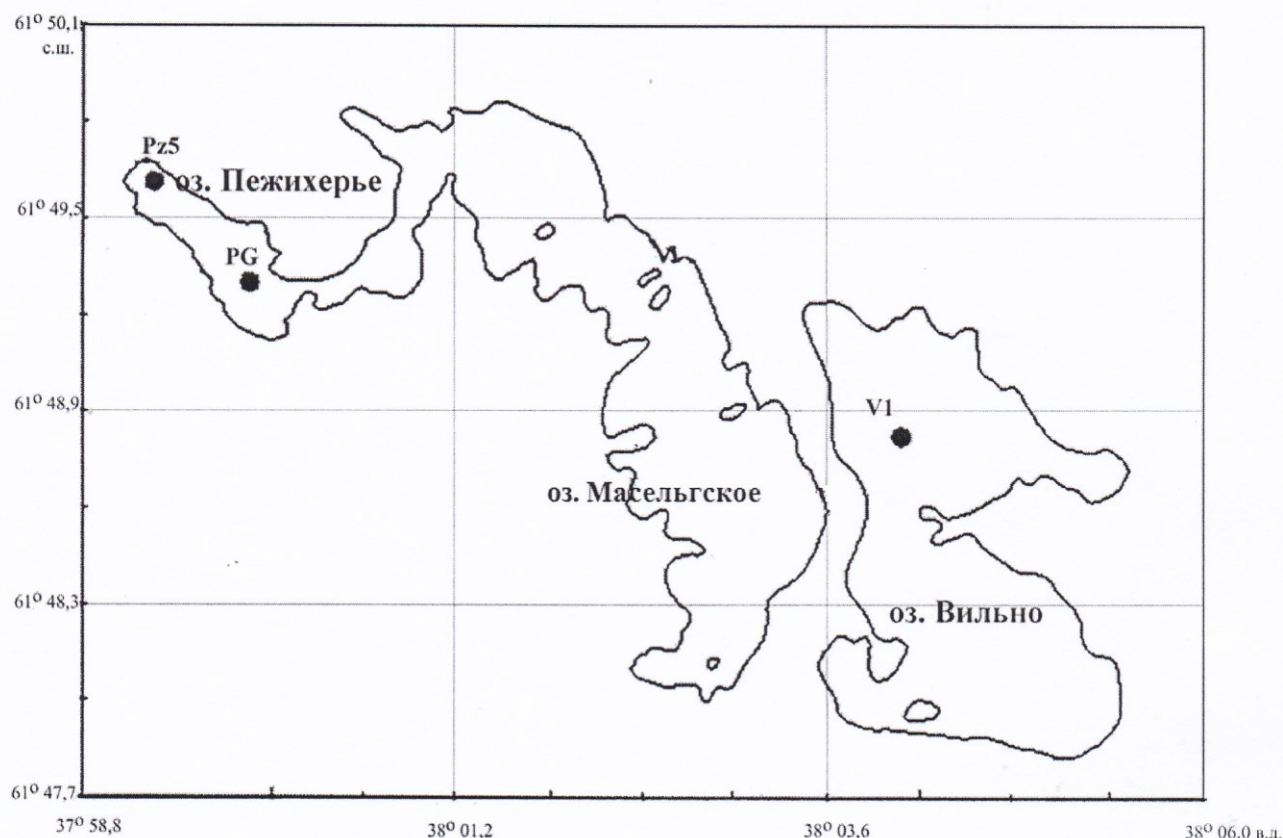 61° 50,1
с.ш.
Pz5
оз. Пежихерье
61° 49,5
PG
61° 48,9
V1
оз. Масельгское
61° 48,3
оз. Вильно
61° 47,7
37° 58,8
38° 01,2
38° 03,6
38° 06,0 в.д.